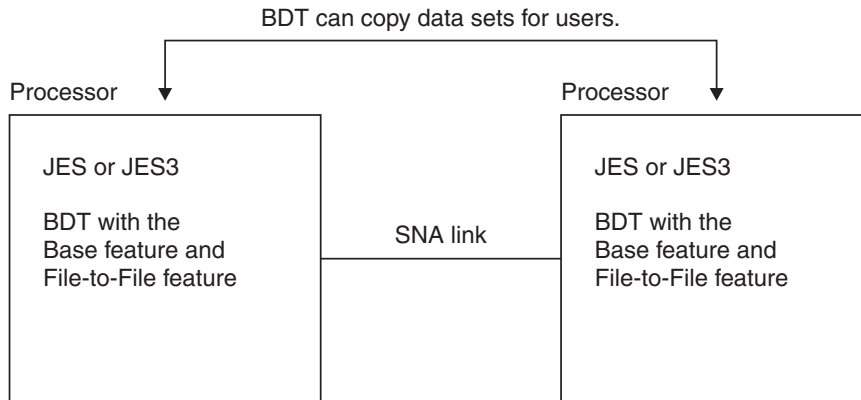 BDT can copy data sets for users.
Processor
Processor
JES or JES3
BDT with the
Base feature and
File-to-File feature
SNA link
JES or JES3
BDT with the
Base feature and
File-to-File feature